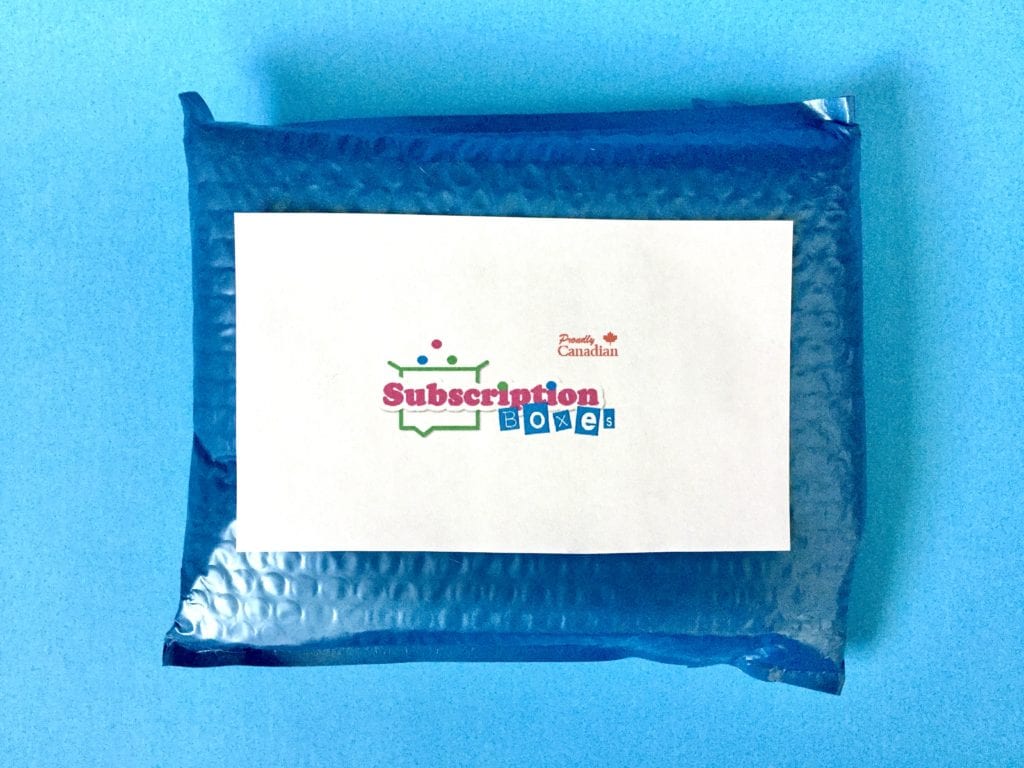 Proudly
Canadian
Subscription
Boxes